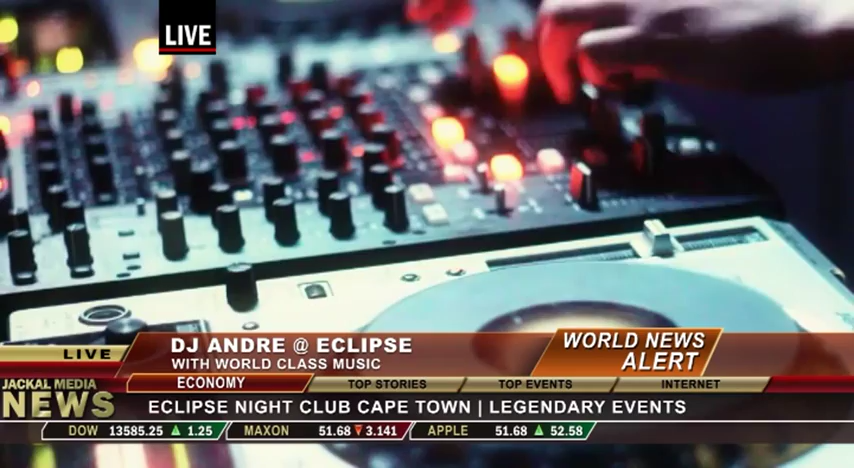 LIVE
DJ ANDRE @ ECLIPSE
WITH WORLD CLASS MUSIC
WORLD NEWS
ALERT
LIVE
ECONOMY
TOP STORIES
TOP EVENTS
INTERNET
JACKAL MEDIA
NEWS
ECLIPSE NIGHT CLUB CAPE TOWN | LEGENDARY EVENTS
DOW 13585.25 ▲ 1.25 MAXON 51.68 ▼ 3.141 APPLE 51.68 ▲ 52.58